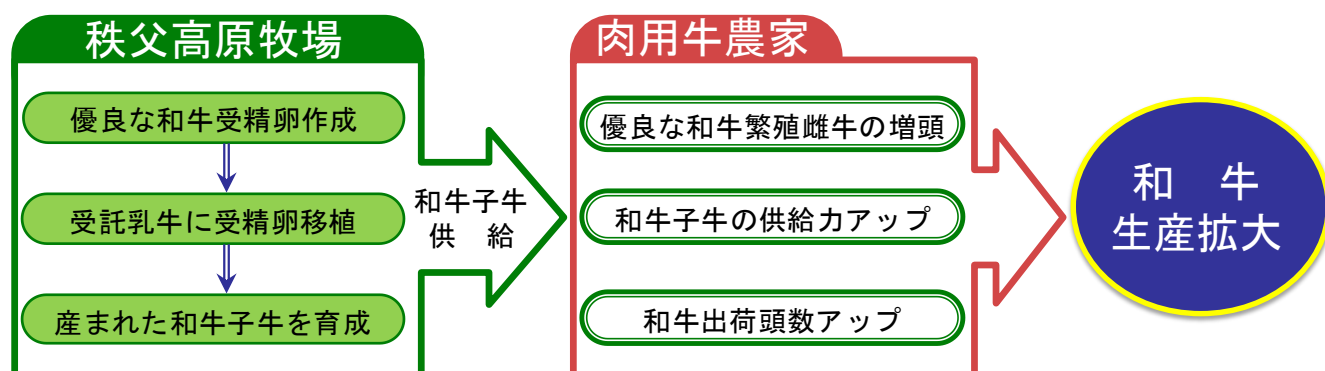 秩父高原牧場
優良な和牛受精卵作成
受託乳牛に受精卵移植
産まれた和牛子牛を育成
和牛子牛
供　給
肉用牛農家
優良な和牛繁殖雌牛の増頭
和牛子牛の供給力アップ
和牛出荷頭数アップ
和　牛
生産拡大